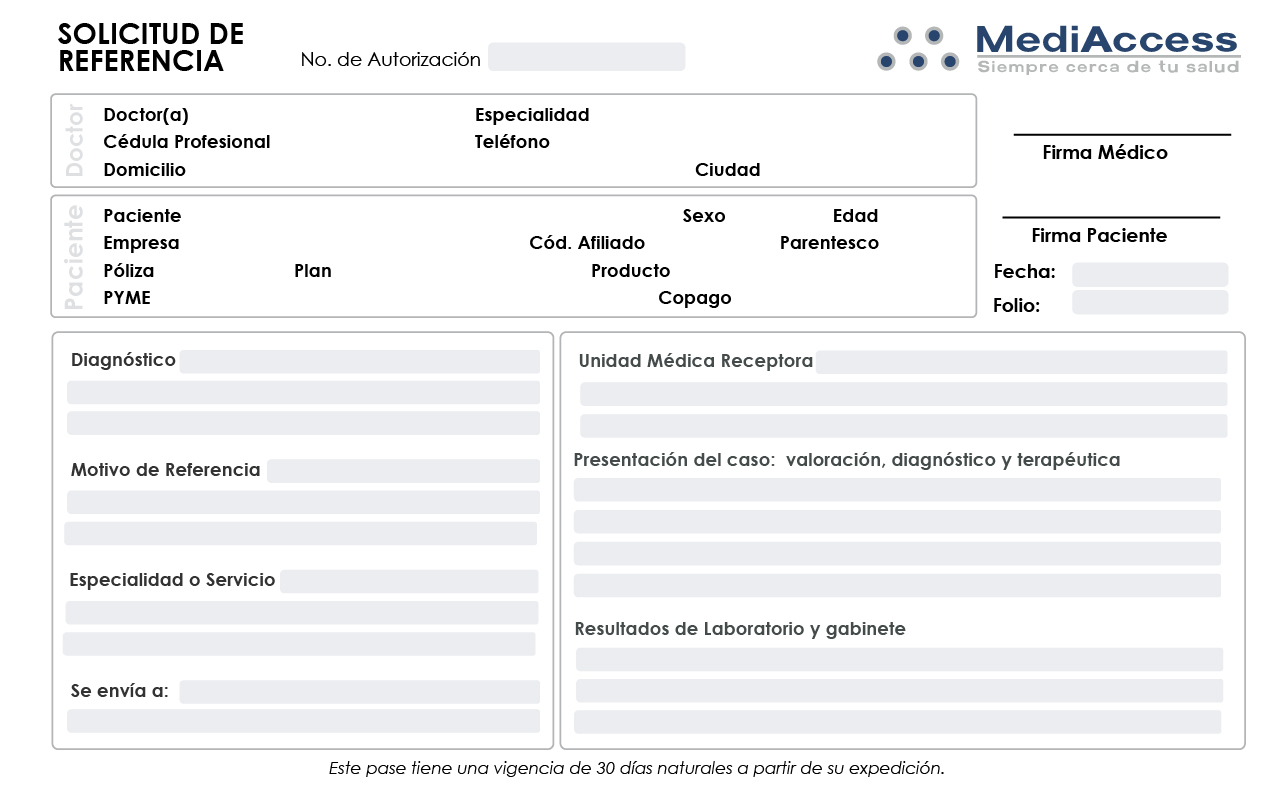 SOLICITUD DE
REFERENCIA
No. de Autorización
MediAccess
Siempre cerca de tu salud
Doctor
Doctor(a) Especialidad
Cédula Profesional Teléfono
Domicilio Ciudad
Firma Médico
Paciente
Paciente Sexo Edad
Empresa Cód. Afiliado Parentesco
Póliza Plan Producto
PYME Copago
Firma Paciente
Fecha:
Folio:
Diagnóstico
Motivo de Referencia
Especialidad o Servicio
Se envía a:
Unidad Médica Receptora
Presentación del caso: valoración, diagnóstico y terapéutica
Resultados de Laboratorio y gabinete
Este pase tiene una vigencia de 30 días naturales a partir de su expedición.